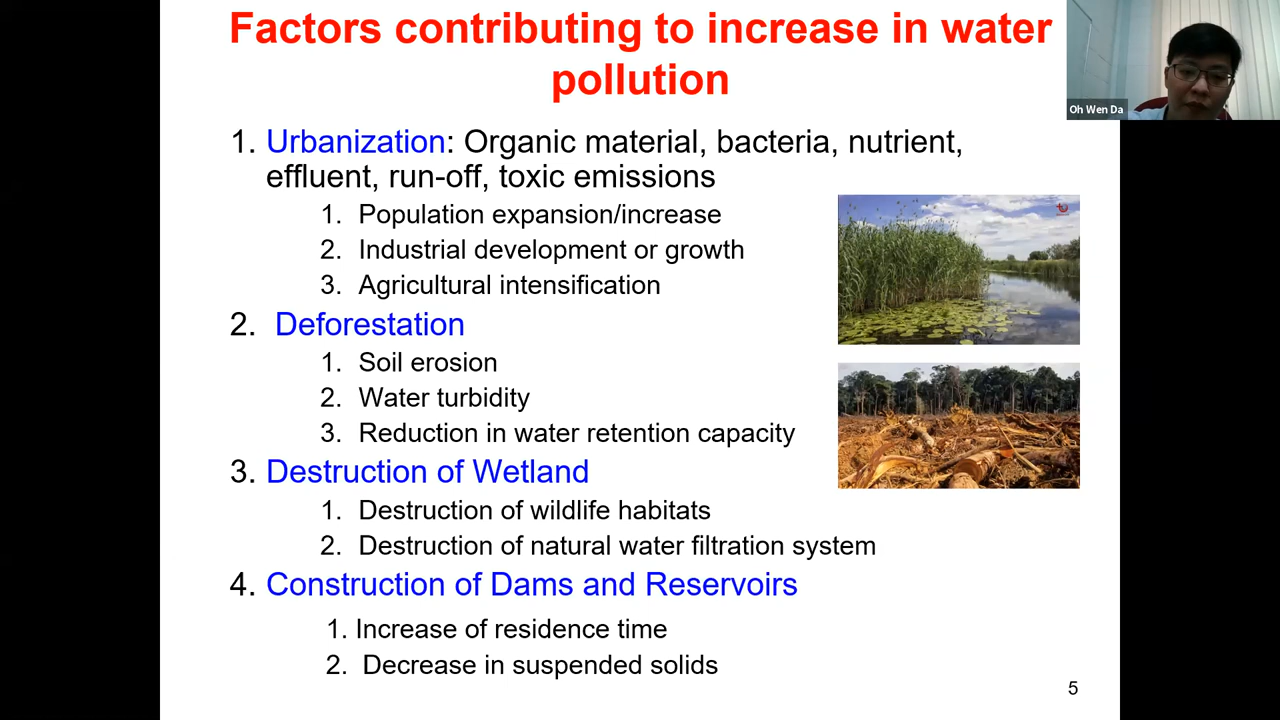 Factors contributing to increase in water
pollution
Oh Wen Da
1. Urbanization: Organic material, bacteria, nutrient,
effluent, run-off, toxic emissions
1. Population expansion/increase
2. Industrial development or growth
3. Agricultural intensification
2. Deforestation
1. Soil erosion
2. Water turbidity
3. Reduction in water retention capacity
3. Destruction of Wetland
1. Destruction of wildlife habitats
2. Destruction of natural water filtration system
4. Construction of Dams and Reservoirs
1. Increase of residence time
2. Decrease in suspended solids
5